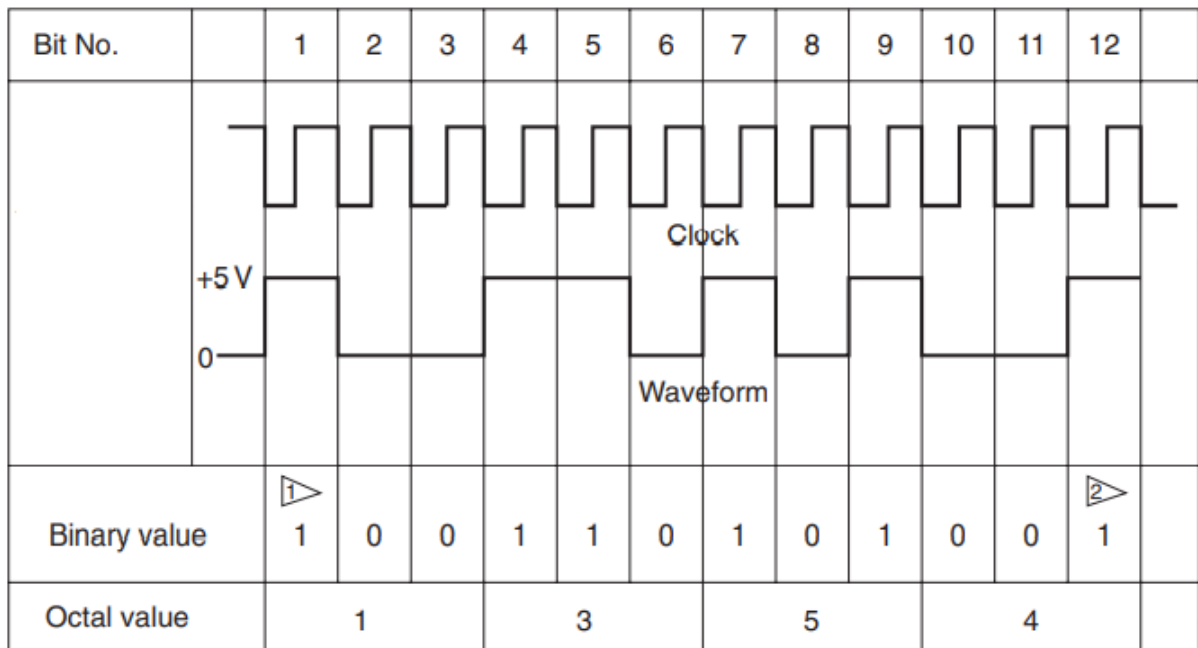 Bit No. 1 2 3 4 5 6 7 8 9 10 11 12
Clock
+5 V
0
Waveform
1 2
Binary value 1 0 0 1 1 0 1 0 1 0 0 1
Octal value 1 3 5 4